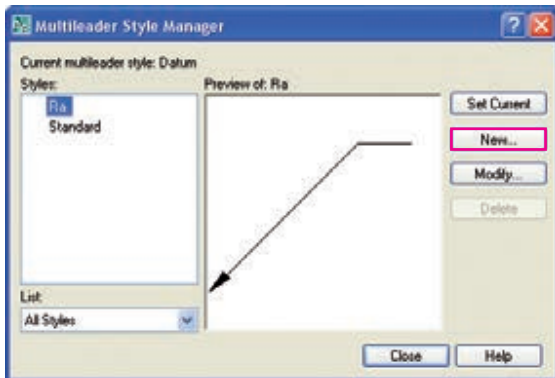 Multileader Style Manager
Current multileader style: Datum
Styles:
Preview of: Ra
Ra
Standard
Set Current
New...
Modify...
Delete
List:
All Styles
Close
Help